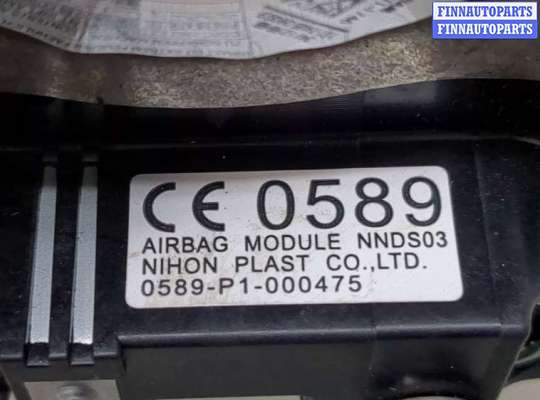 FINNAUTOPARTS
FINNAUTOPARTS
CE 0589
AIRBAG MODULE NNDS03
NIHON PLAST CO.,LTD.
0589-P1-000475